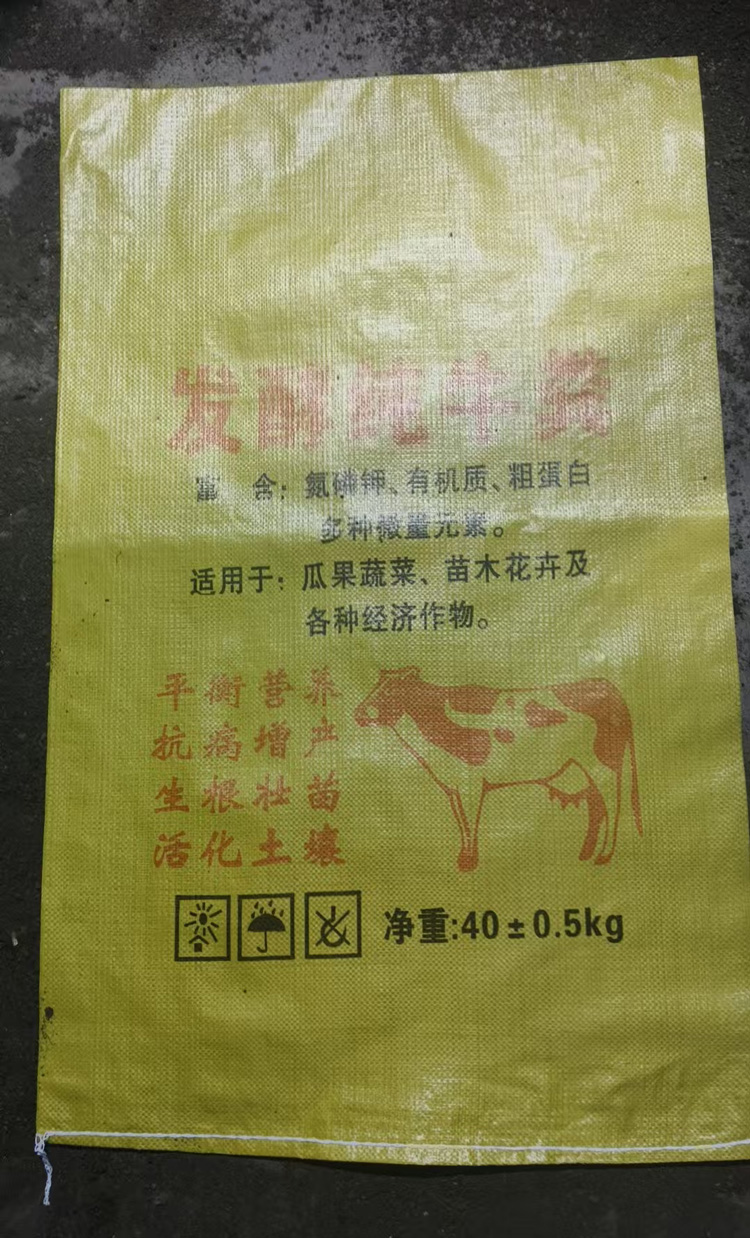 发酵纯牛粪
富 含：氮磷钾、有机质、粗蛋白
多种微量元素。
适用于：瓜果蔬菜、苗木花卉及
各种经济作物。
平衡营养
抗病增产
生根壮苗
活化土壤
净重:40±0.5kg